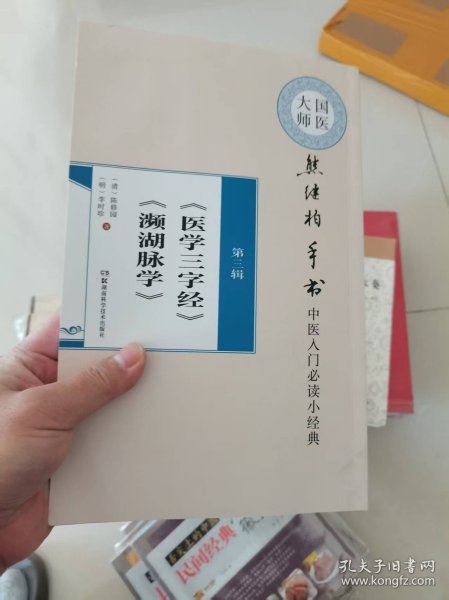 国医
大师
熊继柏手书
中医入门必读小经典
第三辑
《医学三字经》
《濒湖脉学》
（清）陈修园
（明）李时珍
著
湖南科学技术出版社
民间经典
孔夫子旧书网
www.kongfz.com